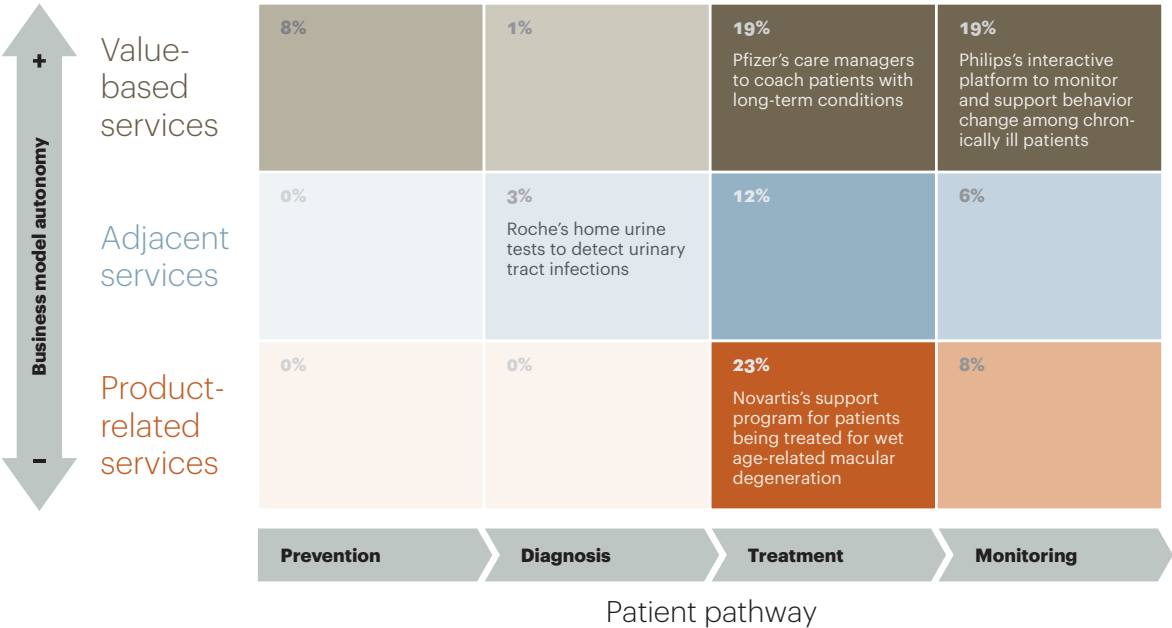 +
Business model autonomy
–
Value-
based
services
8%
1%
19%
Pfizer’s care managers
to coach patients with
long-term conditions
19%
Philips’s interactive
platform to monitor
and support behavior
change among chron-
ically ill patients
Adjacent
services
0%
3%
Roche’s home urine
tests to detect urinary
tract infections
12%
6%
Product-
related
services
0%
0%
23%
Novartis’s support
program for patients
being treated for wet
age-related macular
degeneration
8%
Prevention
Diagnosis
Treatment
Monitoring
Patient pathway